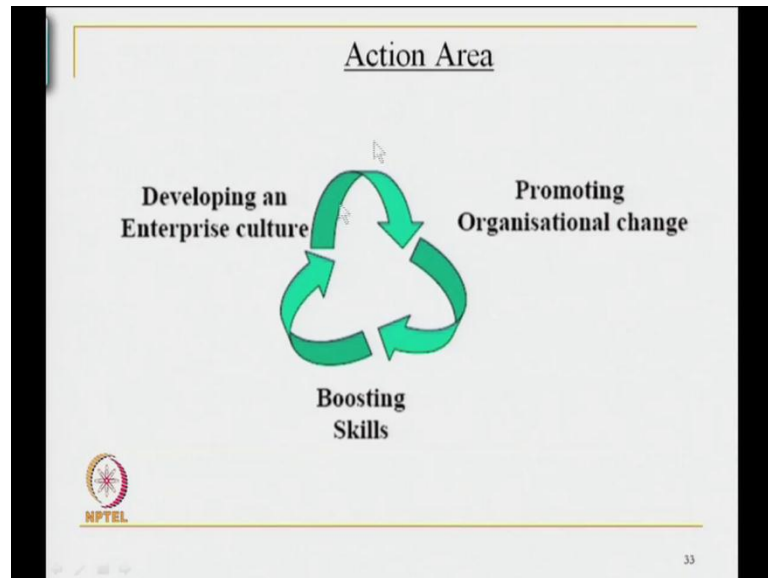 Action Area
Developing an
Enterprise culture
Promoting
Organisational change
Boosting
Skills
NPTEL
33